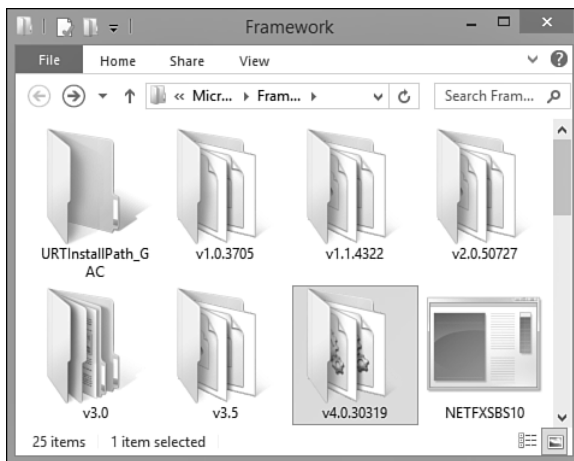 Framework
File Home Share View
« Micr... Fram... Search Fram...
URTInstallPath_G
AC
v1.0.3705 v1.1.4322 v2.0.50727
v3.0 v3.5 v4.0.30319 NETFXSBS10
25 items 1 item selected